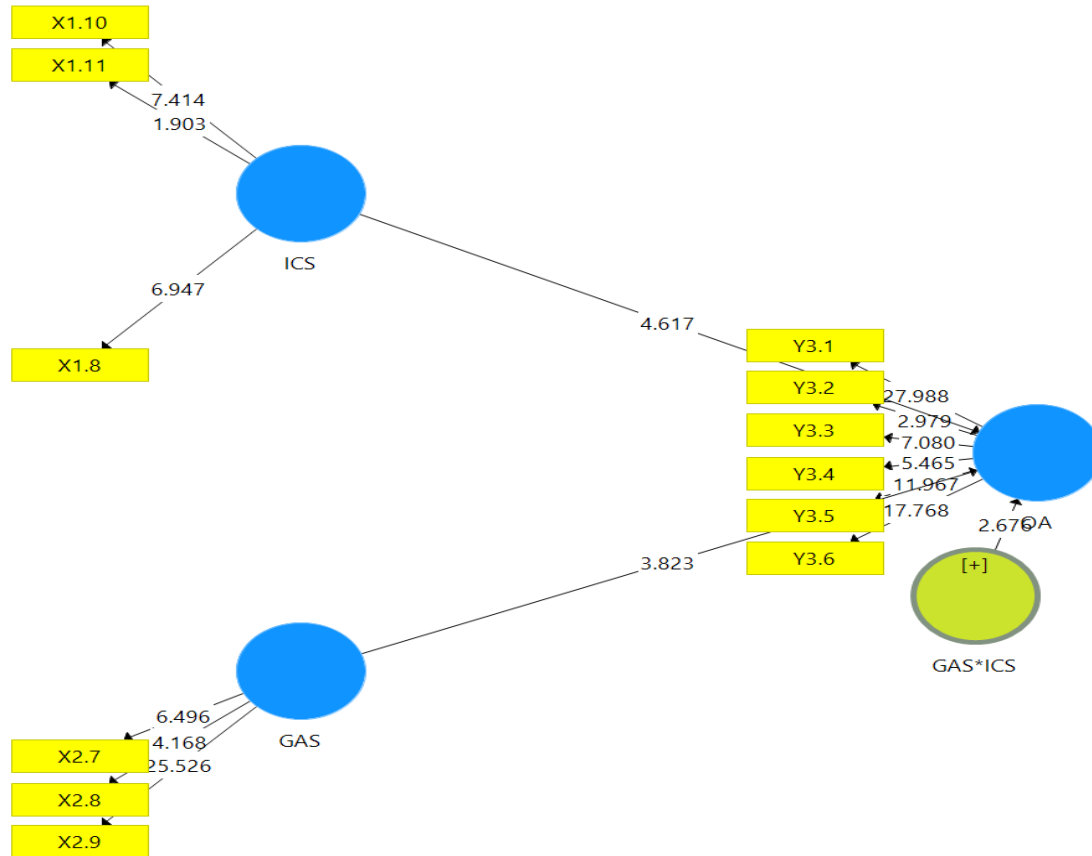 X1.10
X1.11
7.414
1.903
ICS
6.947
X1.8
4.617
Y3.1
Y3.2
Y3.3
Y3.4
Y3.5
Y3.6
27.988
2.979
7.080
5.465
11.967
17.768
OA
2.676
[+]
GAS*ICS
3.823
GAS
6.496
4.168
25.526
X2.7
X2.8
X2.9